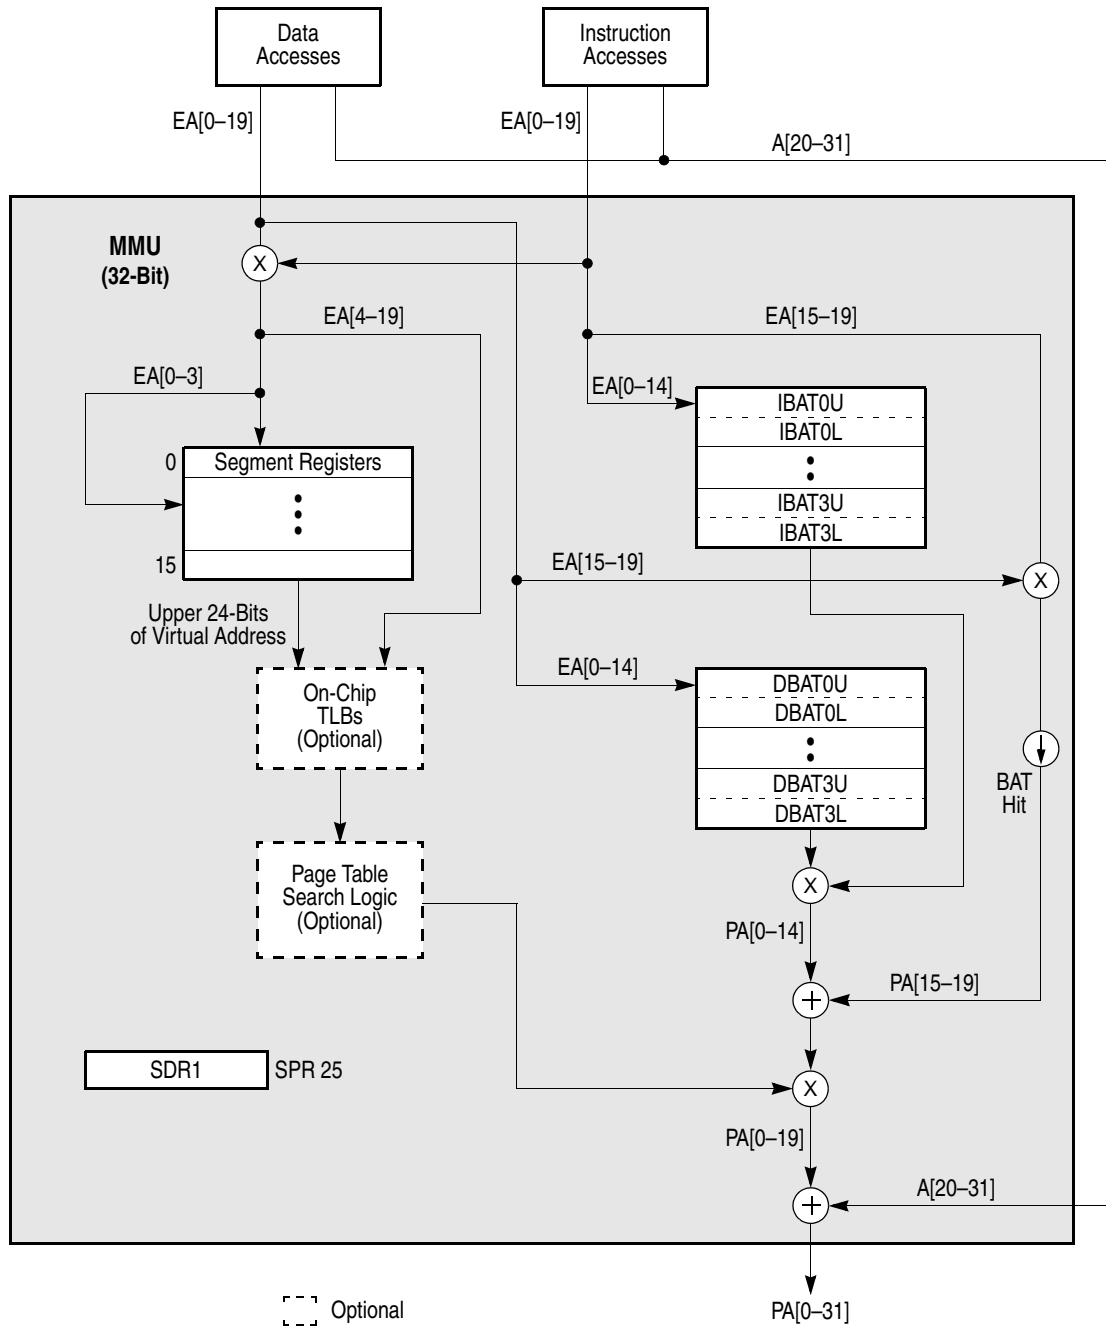 Data
Accesses
Instruction
Accesses
EA[0–19]
EA[0–19]
A[20–31]
MMU
(32-Bit)
X
EA[4–19]
EA[15–19]
EA[0–3]
EA[0–14]
IBAT0U
IBAT0L
IBAT3U
IBAT3L
0
Segment Registers
15
EA[15–19]
X
Upper 24-Bits
of Virtual Address
EA[0–14]
On-Chip
TLBs
(Optional)
DBAT0U
DBAT0L
DBAT3U
DBAT3L
BAT
Hit
Page Table
Search Logic
(Optional)
X
PA[0–14]
PA[15–19]
+
SDR1
SPR 25
X
PA[0–19]
A[20–31]
+
Optional
PA[0–31]